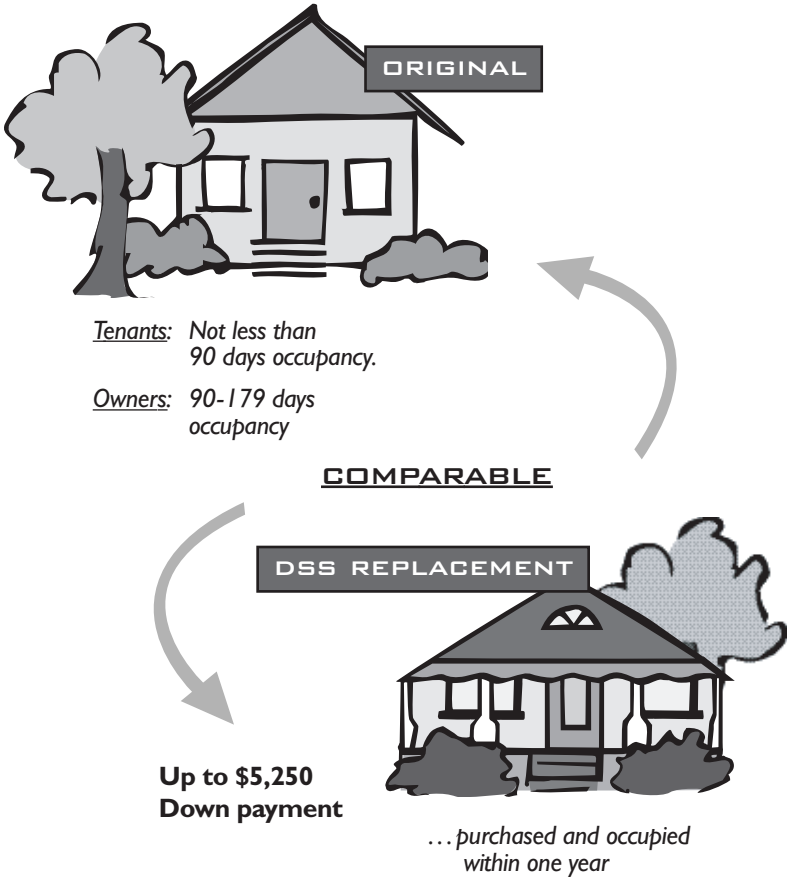 ORIGINAL
Tenants: Not less than
90 days occupancy.
Owners: 90-179 days
occupancy
COMPARABLE
DSS REPLACEMENT
Up to $5,250
Down payment
...purchased and occupied
within one year